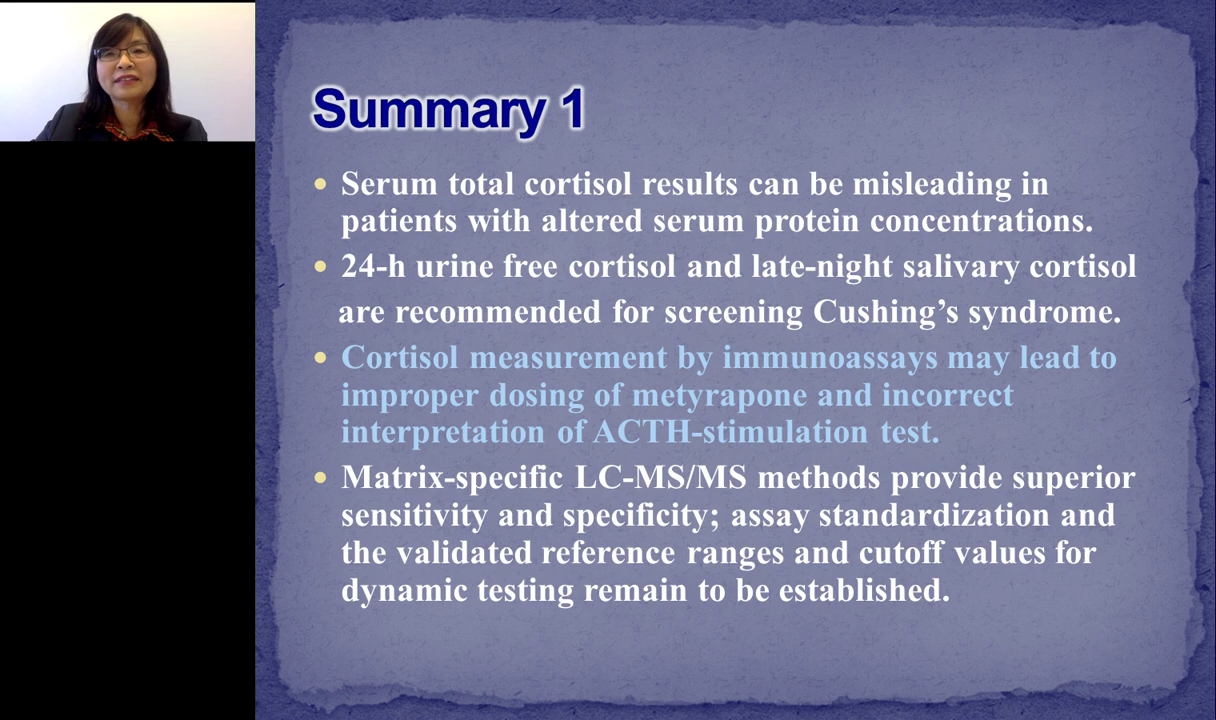 Summary 1
• Serum total cortisol results can be misleading in
patients with altered serum protein concentrations.
• 24-h urine free cortisol and late-night salivary cortisol
are recommended for screening Cushing’s syndrome.
• Cortisol measurement by immunoassays may lead to
improper dosing of metyrapone and incorrect
interpretation of ACTH-stimulation test.
• Matrix-specific LC-MS/MS methods provide superior
sensitivity and specificity; assay standardization and
the validated reference ranges and cutoff values for
dynamic testing remain to be established.